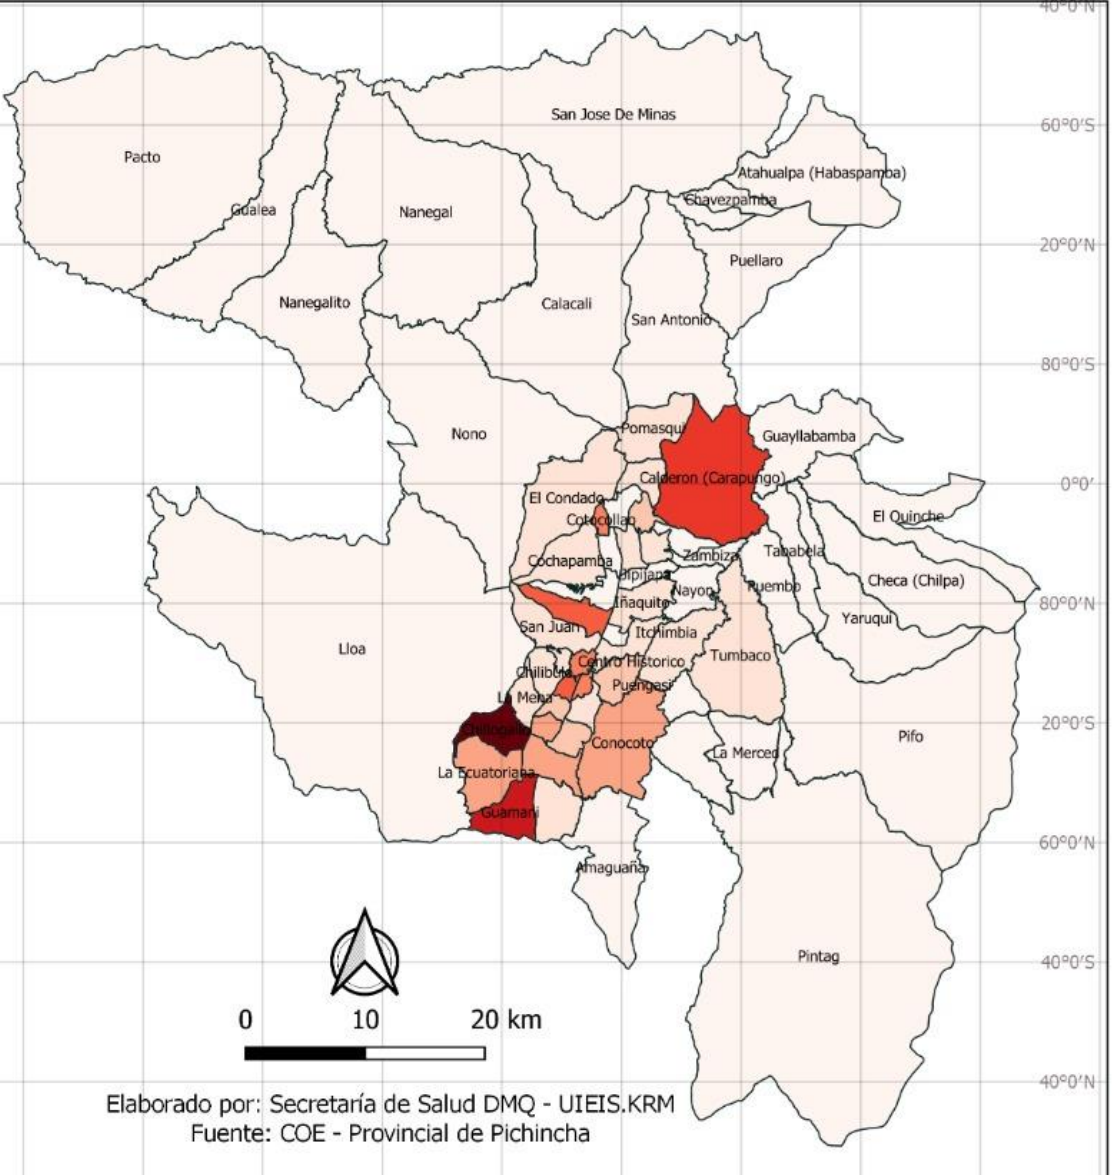 40°0'N
San Jose De Minas
60°0'S
Pacto
Atahualpa (Habaspamba)
Chavezpamba
Gualea
Nanegal
20°0'N
Puellaro
Nanegalito
Calacali
San Antonio
80°0'S
Pomasqui
Nono
Guayllabamba
Calderon (Carapungo)
0°0'
El Condado
Cotocollao
El Quinche
Zambiza
Tababela
Cochapamba
Jipijapa
Checa (Chilpa)
Nayon
Puembo
Iñaquito
80°0'N
Yaruqui
San Juan
Itchimbia
Lloa
Tumbaco
Centro Historico
Chilibulo
Puengasi
La Mena
20°0'S
Chillogallo
Conocoto
Pifo
La Merced
La Ecuatoriana
Guamani
60°0'N
Amaguaña
Pintag
40°0'S
0 10 20 km
40°0'N
Elaborado por: Secretaría de Salud DMQ - UIEIS.KRM
Fuente: COE - Provincial de Pichincha